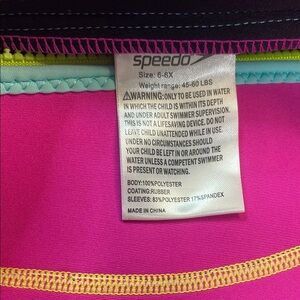 speedo
Size: 6-6X
Weight range: 45-60 LBS
⚠WARNING: ONLY TO BE USED IN WATER
IN WHICH THE CHILD IS WITHIN ITS DEPTH
AND UNDER ADULT SUMMER SUPERVISION.
THIS IS NOT A LIFESAVING DEVICE. DO NOT
LEAVE CHILD UNATTENDED WHILE IN USE.
UNDER NO CIRCUMSTANCES SHOULD
YOUR CHILD BE LEFT IN OR AROUND THE
WATER UNLESS A COMPETENT SWIMMER
IS PRESENT OR WATCHING.
BODY:100%POLYESTER
COATING:RUBBER
SLEEVES: 83%POLYESTER 17%SPANDEX
MADE IN CHINA